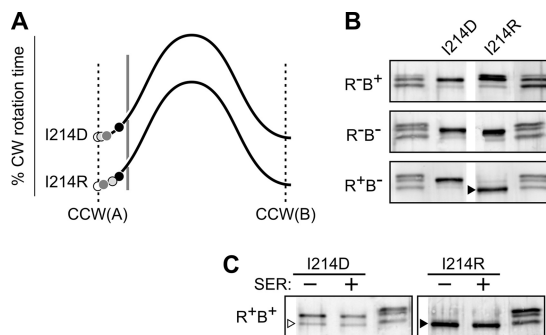 A
% CW rotation time
I214D
I214R
CCW(A)
CCW(B)
B
I214D
I214R
R⁻B⁺
R⁻B⁻
R⁺B⁻
C
I214D
I214R
SER: − + − +
R⁺B⁺